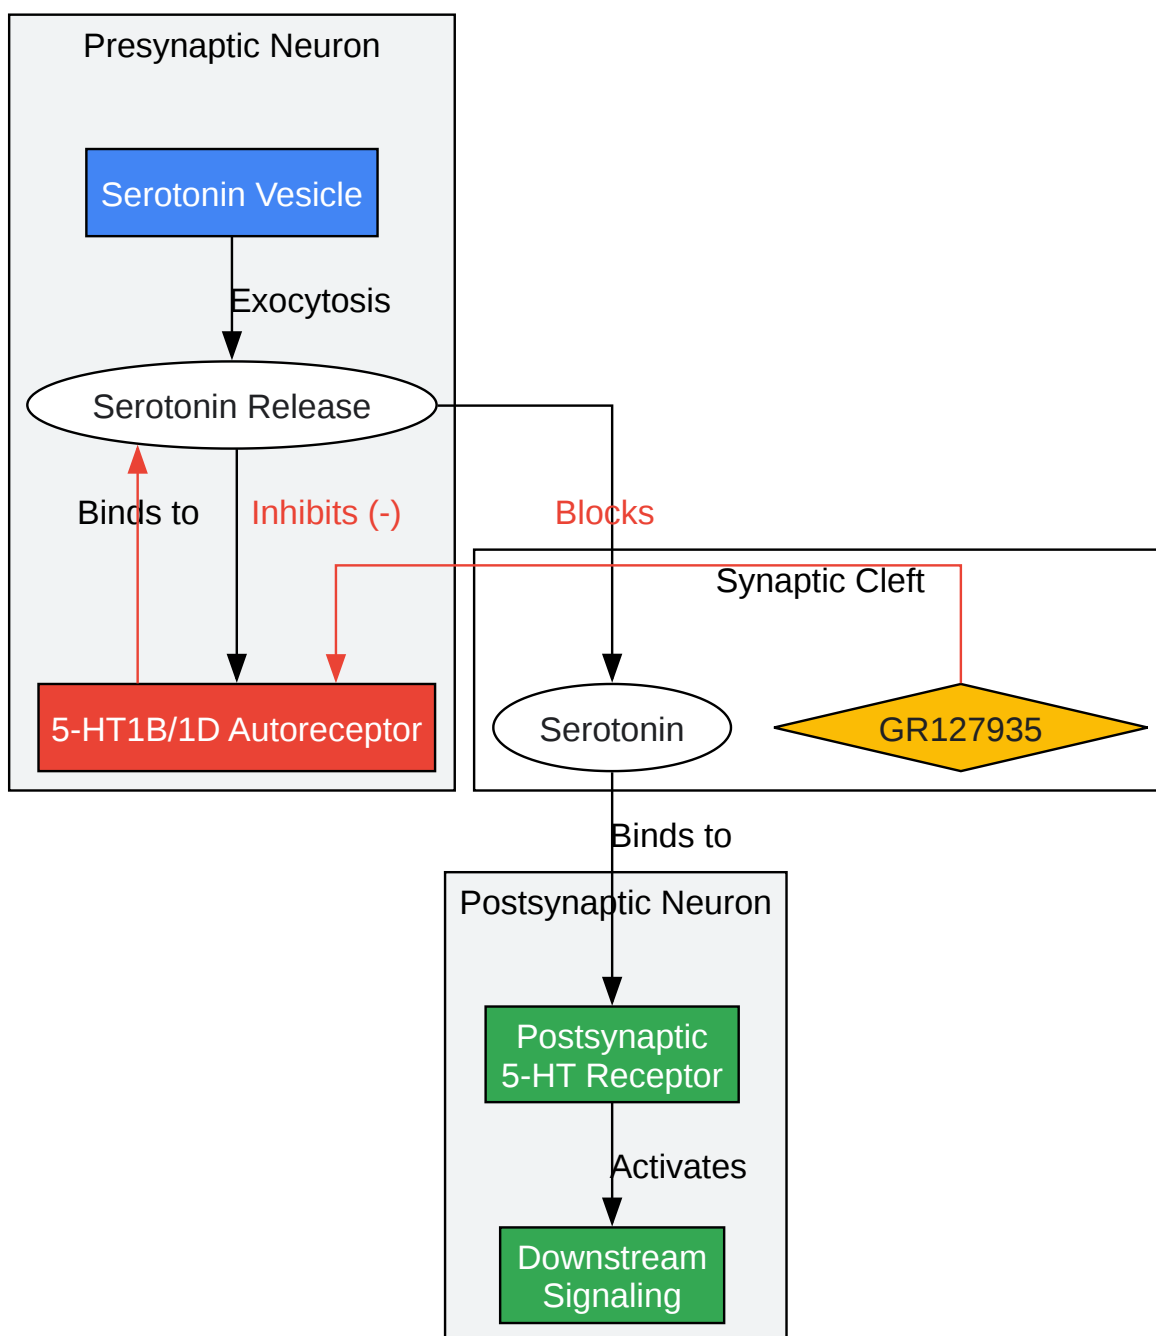 Presynaptic Neuron
Serotonin Vesicle
Exocytosis
Serotonin Release
Binds to
Inhibits (-)
Blocks
Synaptic Cleft
5-HT1B/1D Autoreceptor
Serotonin
GR127935
Binds to
Postsynaptic Neuron
Postsynaptic
5-HT Receptor
Activates
Downstream
Signaling